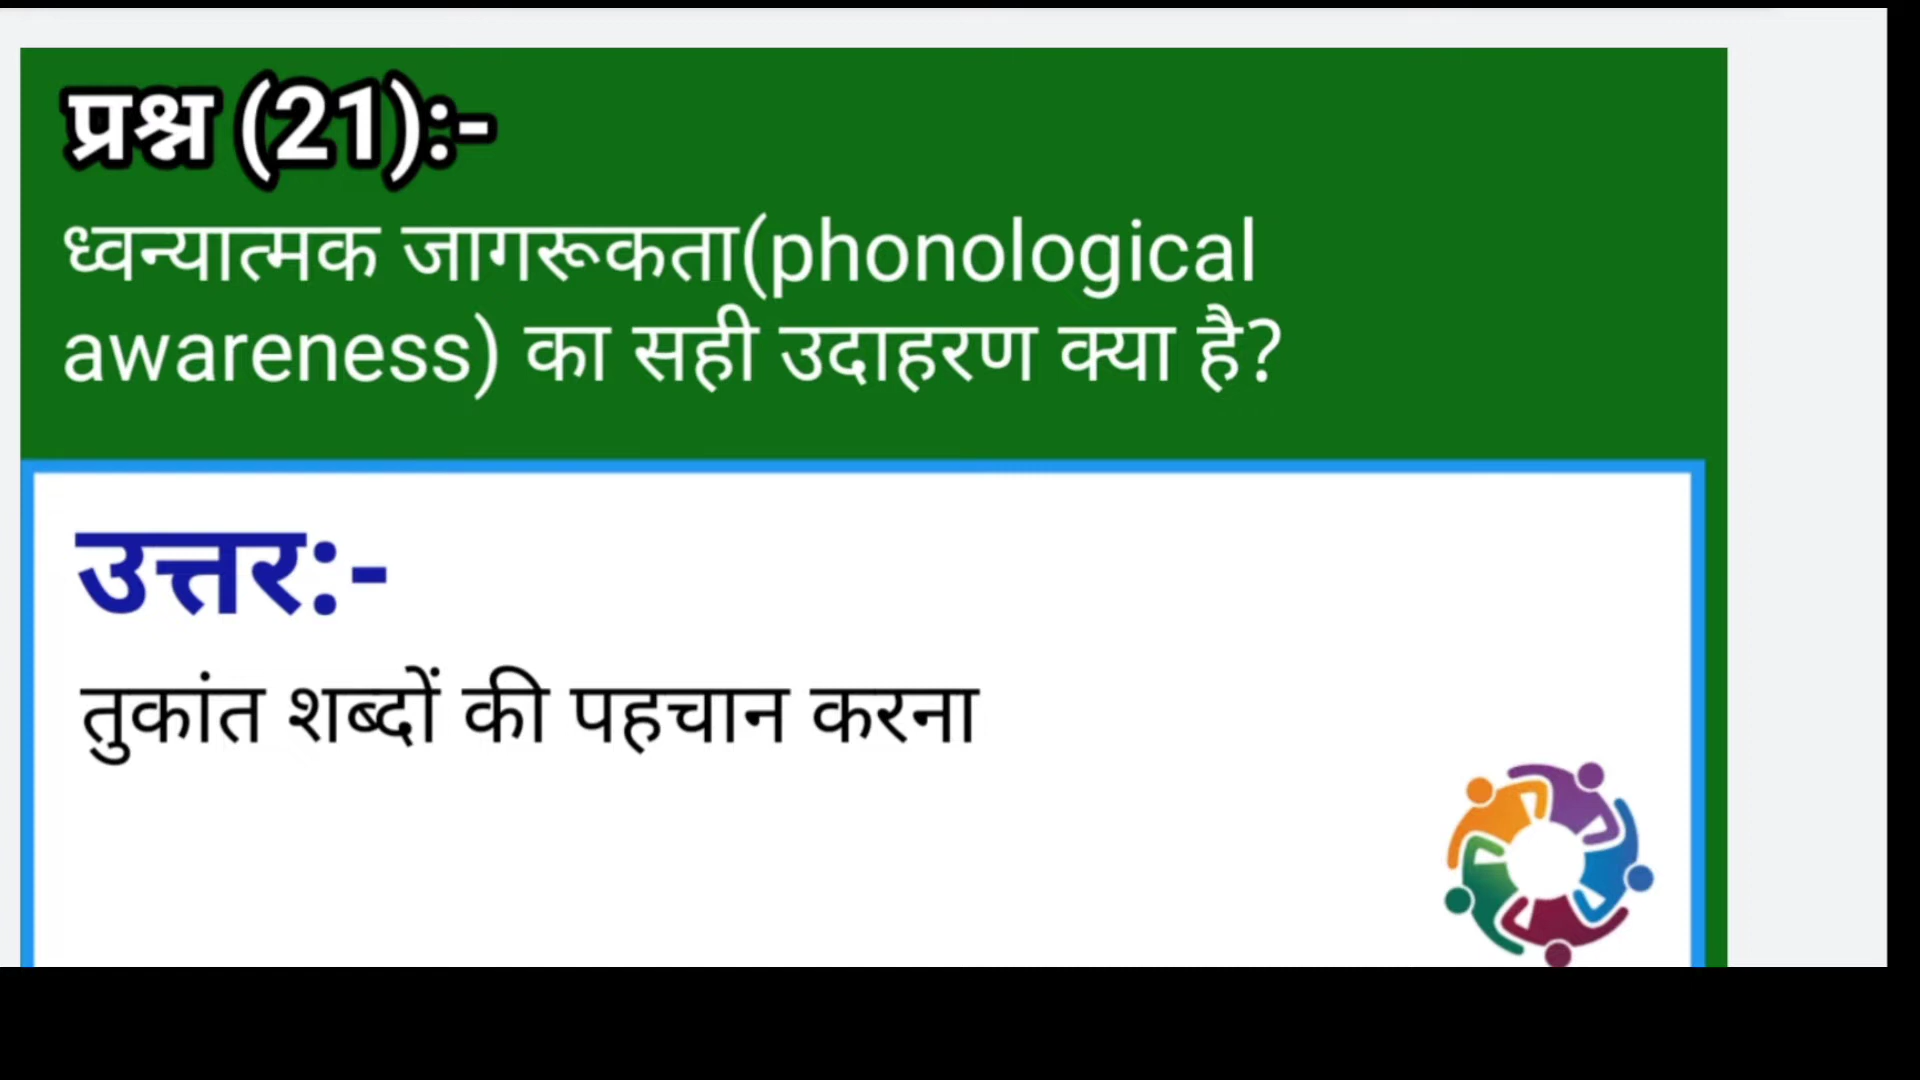 प्रश्न (21):-
ध्वन्यात्मक जागरूकता(phonological
awareness) का सही उदाहरण क्या है?
उत्तर:-
तुकांत शब्दों की पहचान करना